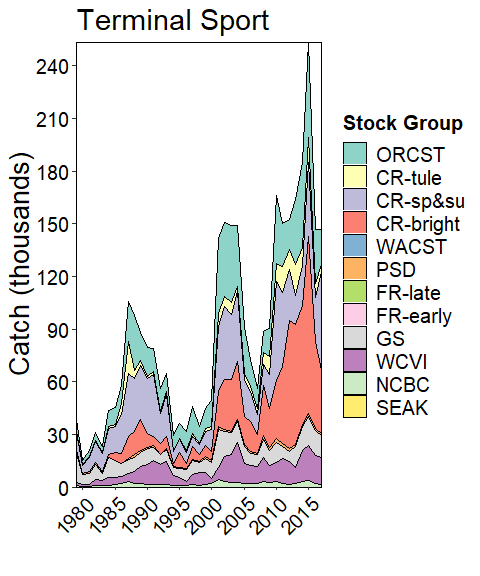 Terminal Sport
Catch (thousands)
240
210
180
150
120
90
60
30
0
1980
1985
1990
1995
2000
2005
2010
2015
Stock Group
ORCST
CR-tule
CR-sp&su
CR-bright
WACST
PSD
FR-late
FR-early
GS
WCVI
NCBC
SEAK